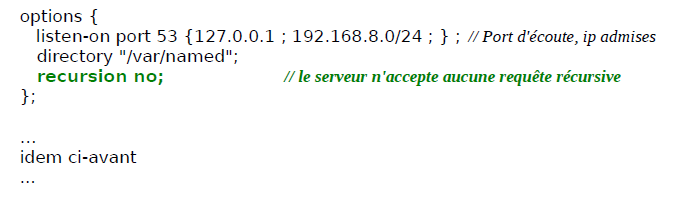 options {
listen-on port 53 {127.0.0.1 ; 192.168.8.0/24 ; } ; // Port d'écoute, ip admises
directory "/var/named";
recursion no; // le serveur n'accepte aucune requête récursive
};
...
idem ci-avant
...